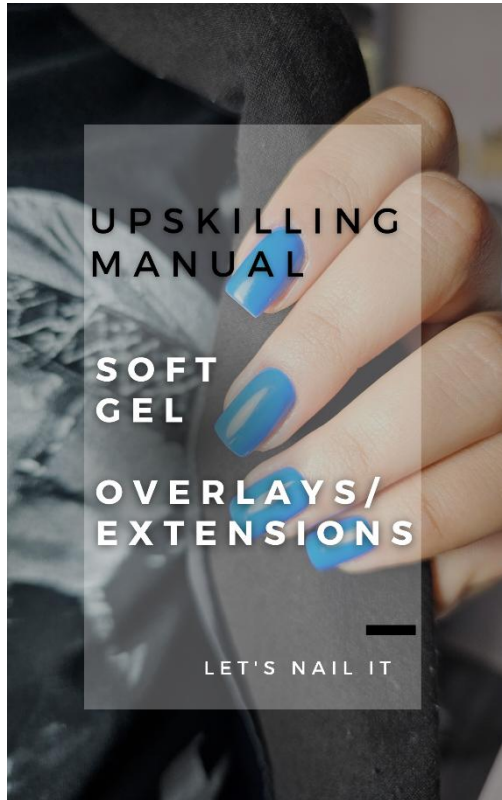 UPSKILLING
MANUAL
SOFT
GEL
OVERLAYS/
EXTENSIONS
LET'S NAIL IT